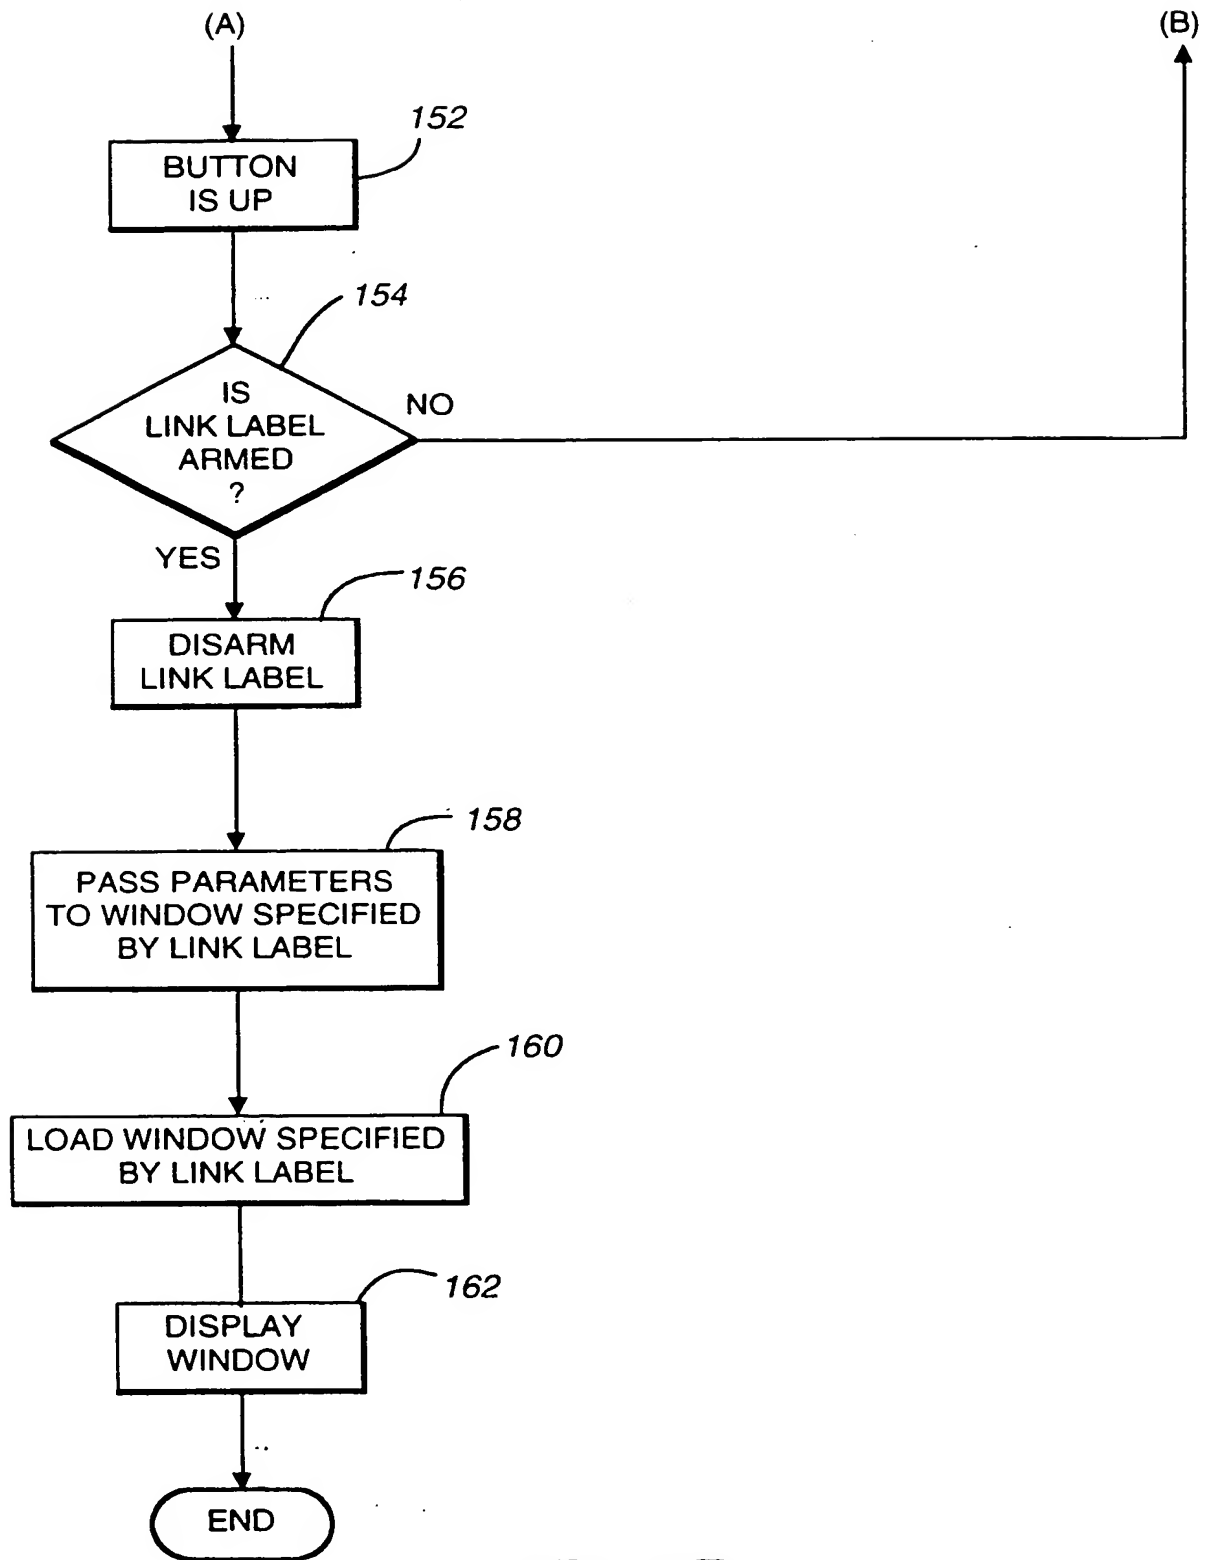 (A)
(B)
152
BUTTON
IS UP
154
IS
LINK LABEL
ARMED
?
NO
YES
156
DISARM
LINK LABEL
158
PASS PARAMETERS
TO WINDOW SPECIFIED
BY LINK LABEL
160
LOAD WINDOW SPECIFIED
BY LINK LABEL
162
DISPLAY
WINDOW
END